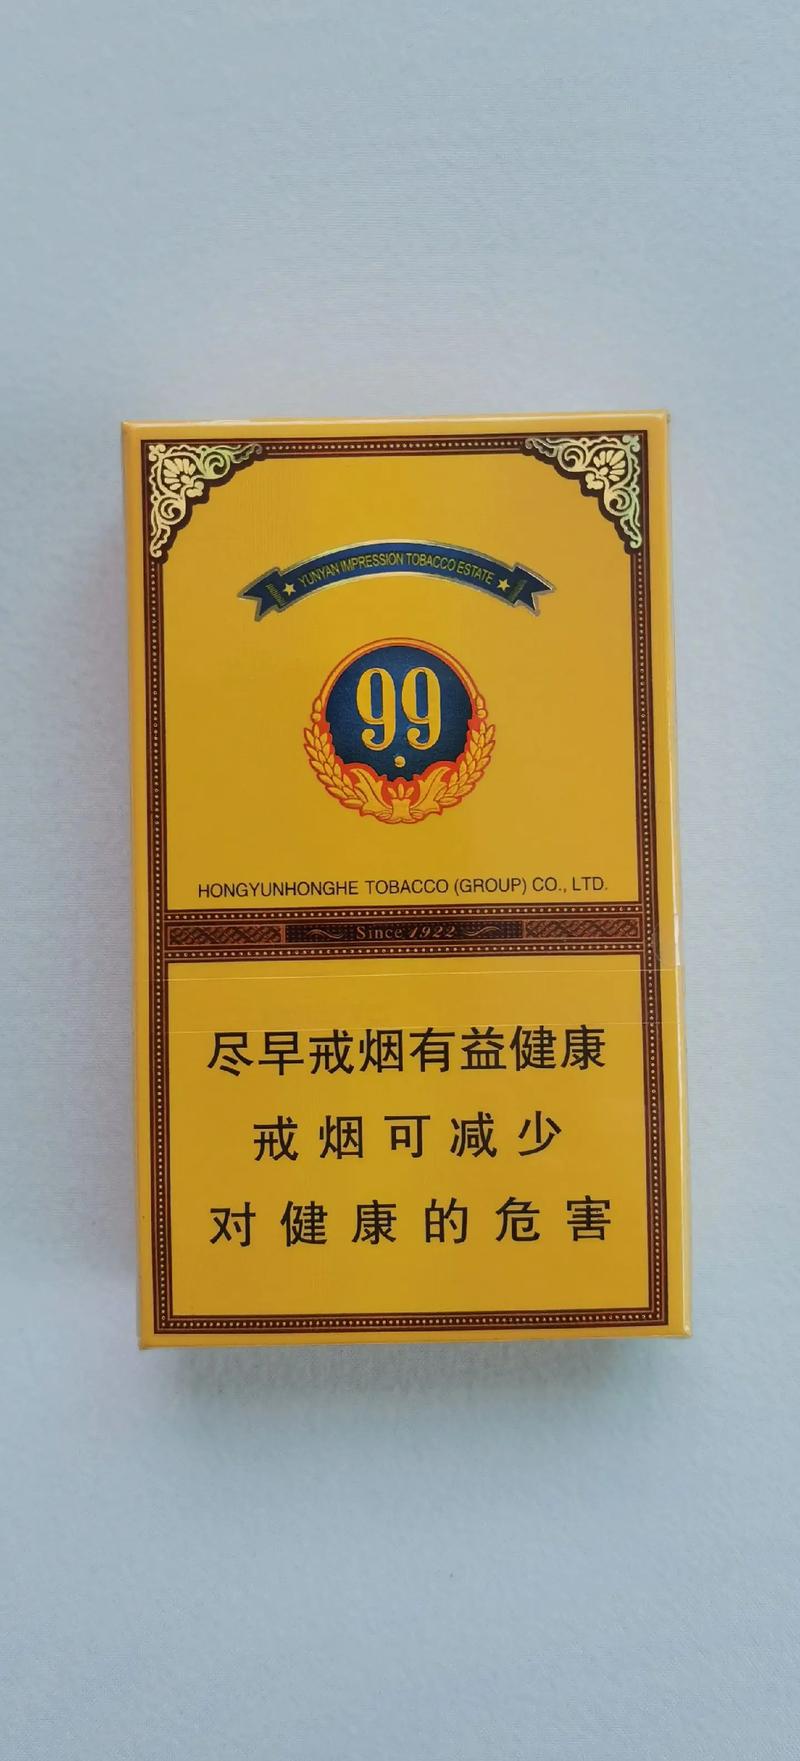 YUNYAN IMPRESSION TOBACCO ESTATE
99
HONGYUNHONGHE TOBACCO (GROUP) CO., LTD.
Since 1922
尽早戒烟有益健康
戒烟可减少
对健康的危害